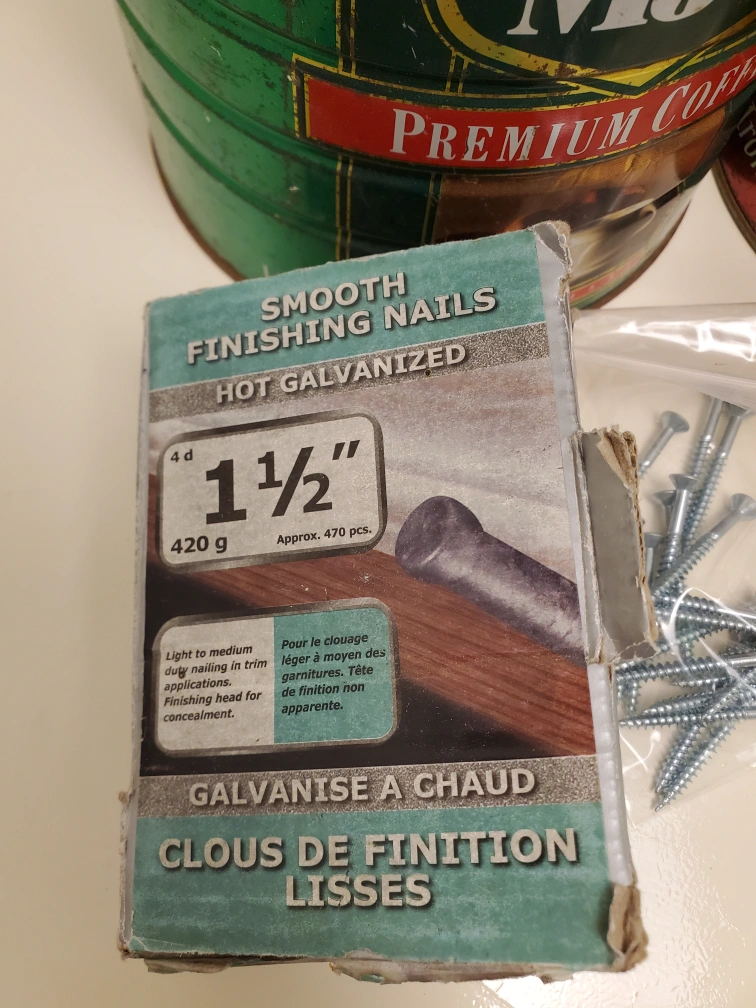 PREMIUM
SMOOTH
FINISHING NAILS
HOT GALVANIZED
4 d
1 1/2"
420 g
Approx. 470 pcs.
Light to medium
duty nailing in trim
applications.
Finishing head for
concealment.
Pour le clouage
léger à moyen des
garnitures. Tête
de finition non
apparente.
GALVANISE A CHAUD
CLOUS DE FINITION
LISSES